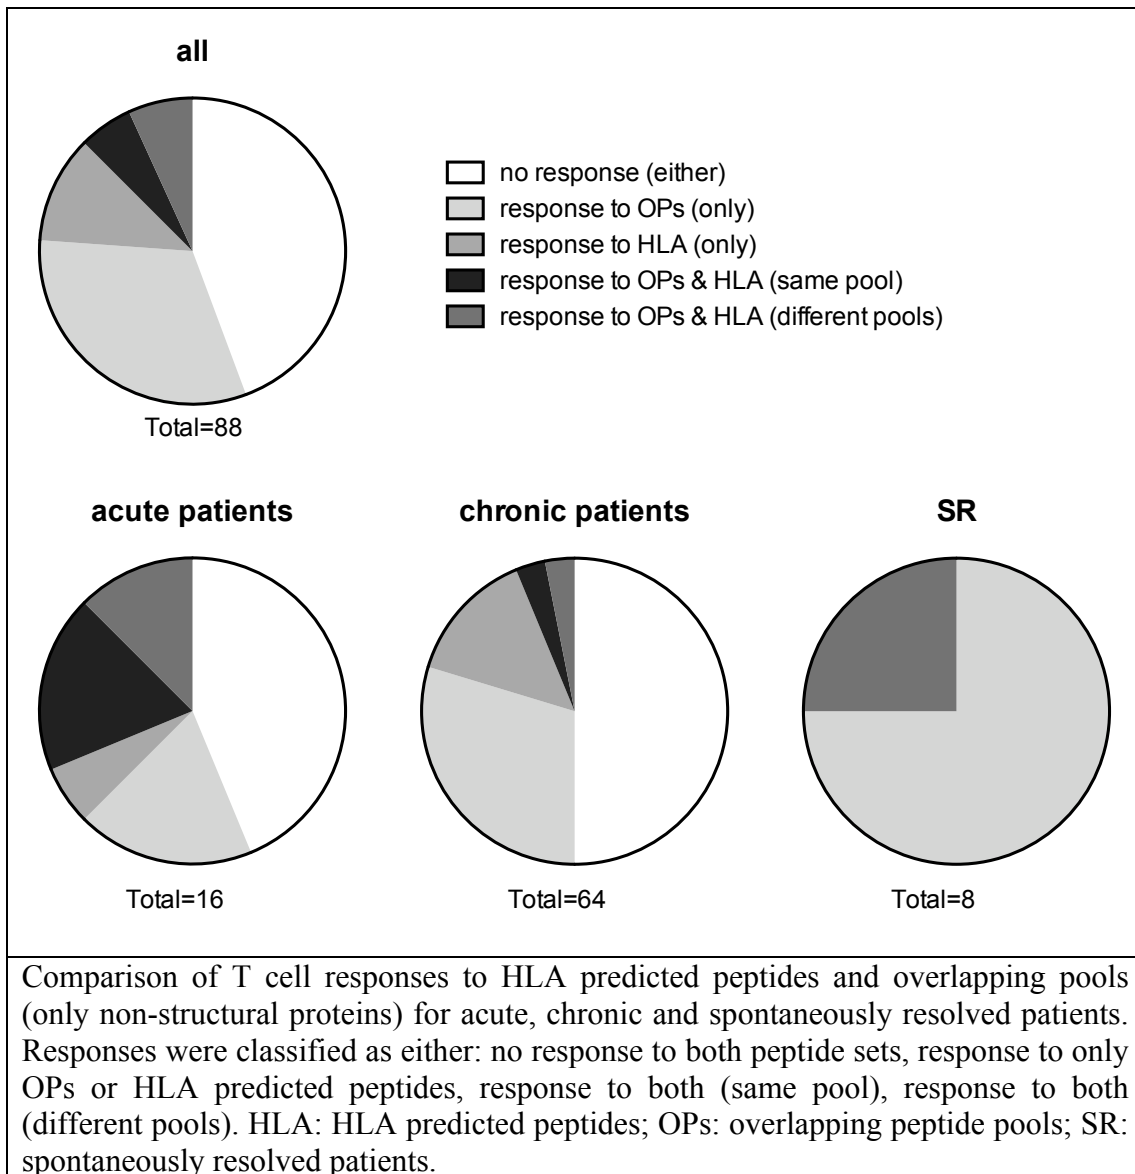 all
no response (either)
response to OPs (only)
response to HLA (only)
response to OPs & HLA (same pool)
response to OPs & HLA (different pools)
Total=88
acute patients
chronic patients
SR
Total=16
Total=64
Total=8
Comparison of T cell responses to HLA predicted peptides and overlapping pools
(only non-structural proteins) for acute, chronic and spontaneously resolved patients.
Responses were classified as either: no response to both peptide sets, response to only
OPs or HLA predicted peptides, response to both (same pool), response to both
(different pools). HLA: HLA predicted peptides; OPs: overlapping peptide pools; SR:
spontaneously resolved patients.